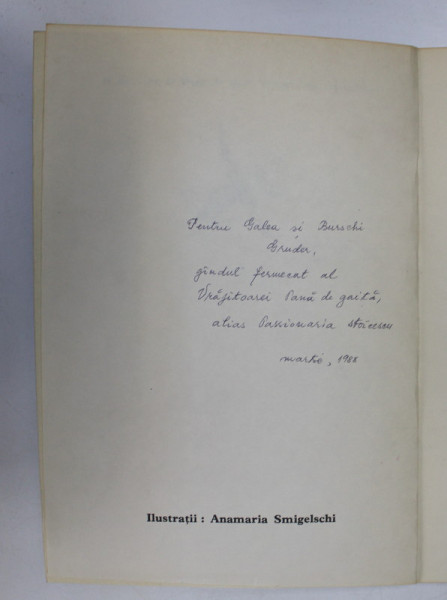 Pentru Galea și Burschi
Gruder,
gîndul fermecat al
Vrăjitoarei Pană de gaiță,
alias Passionaria Stoicescu
martie, 1988
Ilustrații : Anamaria Smigelschi